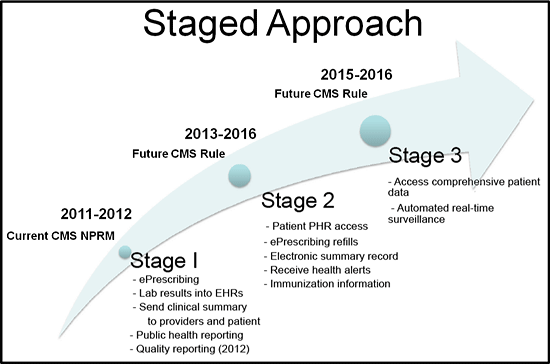 Staged Approach
2015-2016
Future CMS Rule
2013-2016
Future CMS Rule
2011-2012
Current CMS NPRM
Stage I
- ePrescribing
- Lab results into EHRs
- Send clinical summary
to providers and patient
- Public health reporting
- Quality reporting (2012)
Stage 2
- Patient PHR access
- ePrescribing refills
- Electronic summary record
- Receive health alerts
- Immunization information
Stage 3
- Access comprehensive patient
data
- Automated real-time
surveillance